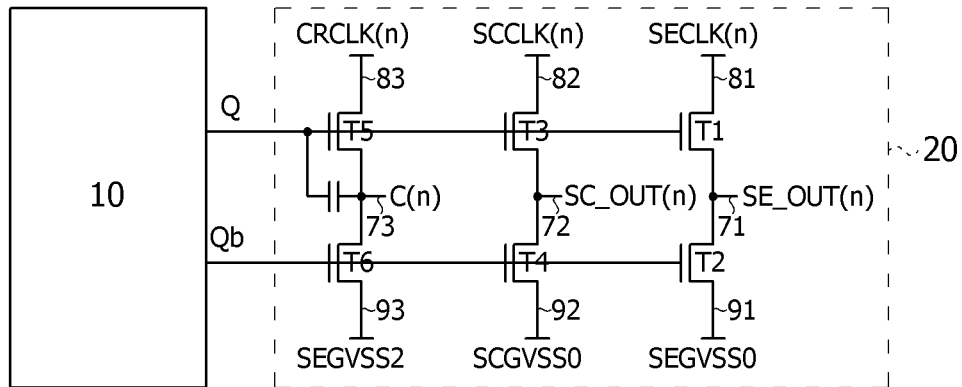 CRCLK(n) SCCLK(n) SECLK(n)
83 82 81
Q
T5 T3 T1
20
10
C(n) SC_OUT(n) SE_OUT(n)
73 72 71
Qb
T6 T4 T2
93 92 91
SEGVSS2 SCGVSS0 SEGVSS0